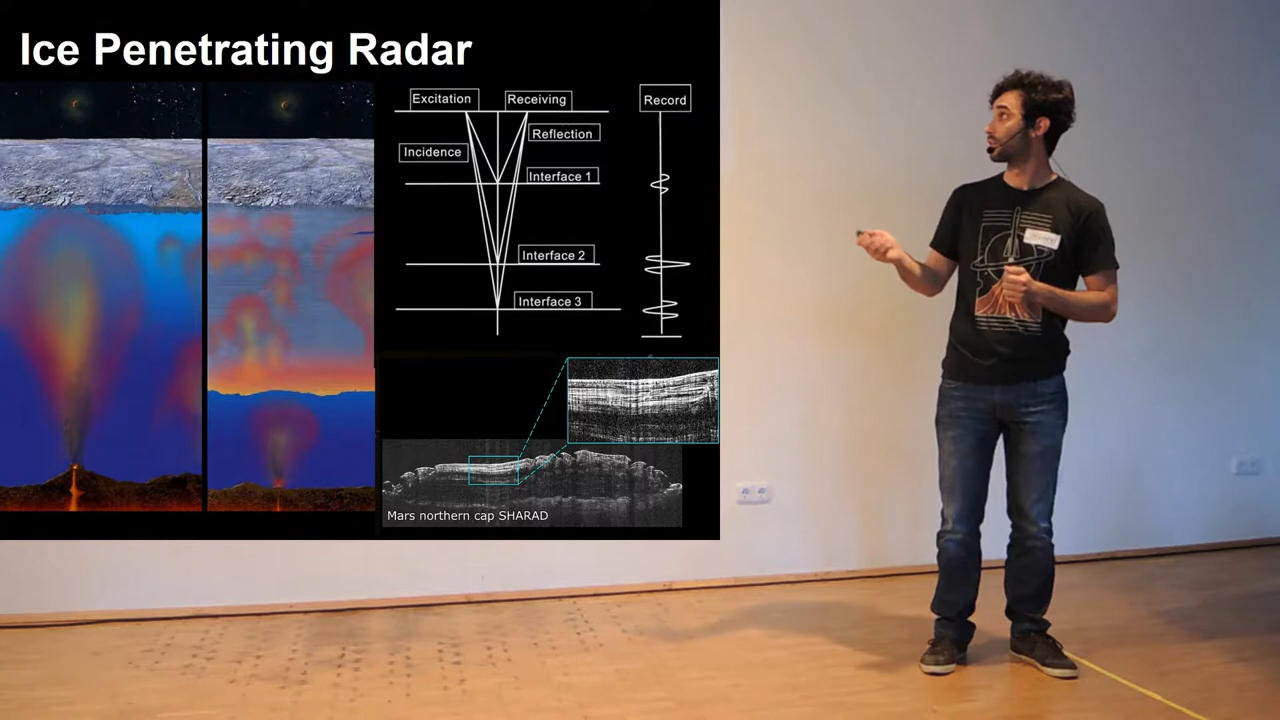 Ice Penetrating Radar
Excitation
Receiving
Record
Reflection
Incidence
Interface 1
Interface 2
Interface 3
Mars northern cap SHARAD